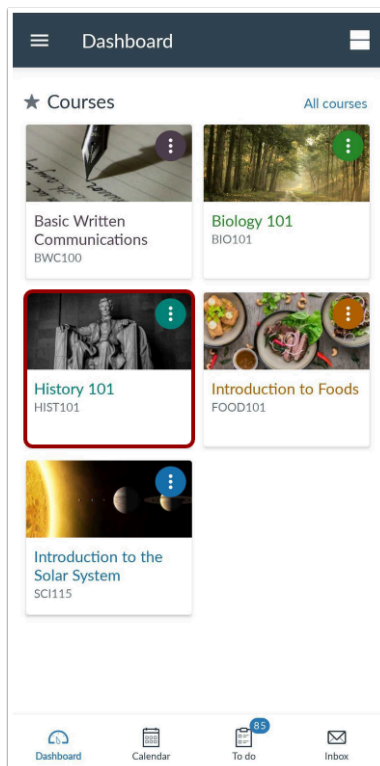 Dashboard
Courses
All courses
Basic Written
Communications
BWC100
Biology 101
BIO101
History 101
HIST101
Introduction to Foods
FOOD101
Introduction to the
Solar System
SCI115
85
Dashboard
Calendar
To do
Inbox